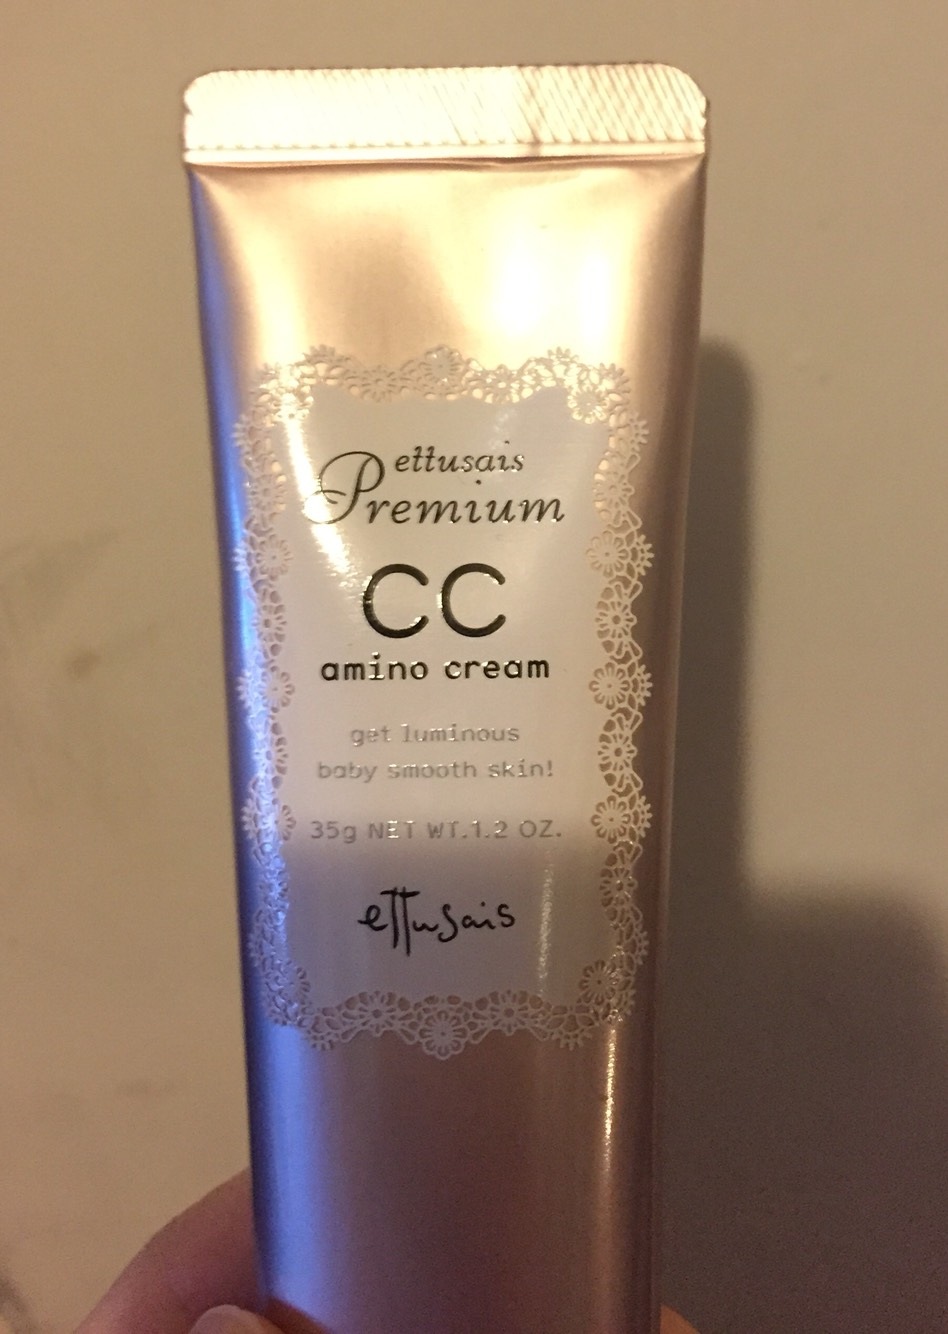 ettusais
Premium
CC
amino cream
get luminous
baby smooth skin!
35g NET WT.1.2 OZ.
ettusais